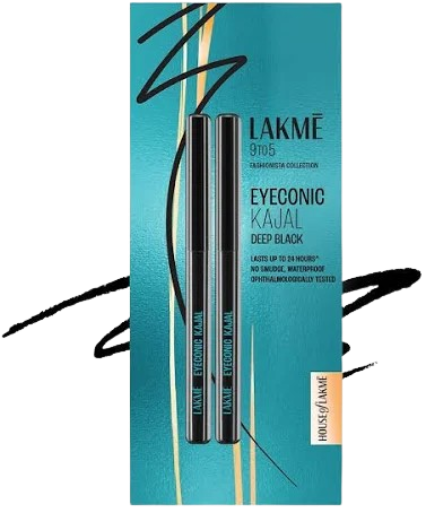 LAKMĒ
9TO5
FASHIONISTA COLLECTION
EYECONIC
KAJAL
DEEP BLACK
LASTS UP TO 24 HOURS*
NO SMUDGE, WATERPROOF
OPHTHALMOLOGICALLY TESTED
LAKMĒ EYECONIC KAJAL
LAKMĒ EYECONIC KAJAL
HOUSE of LAKMĒ